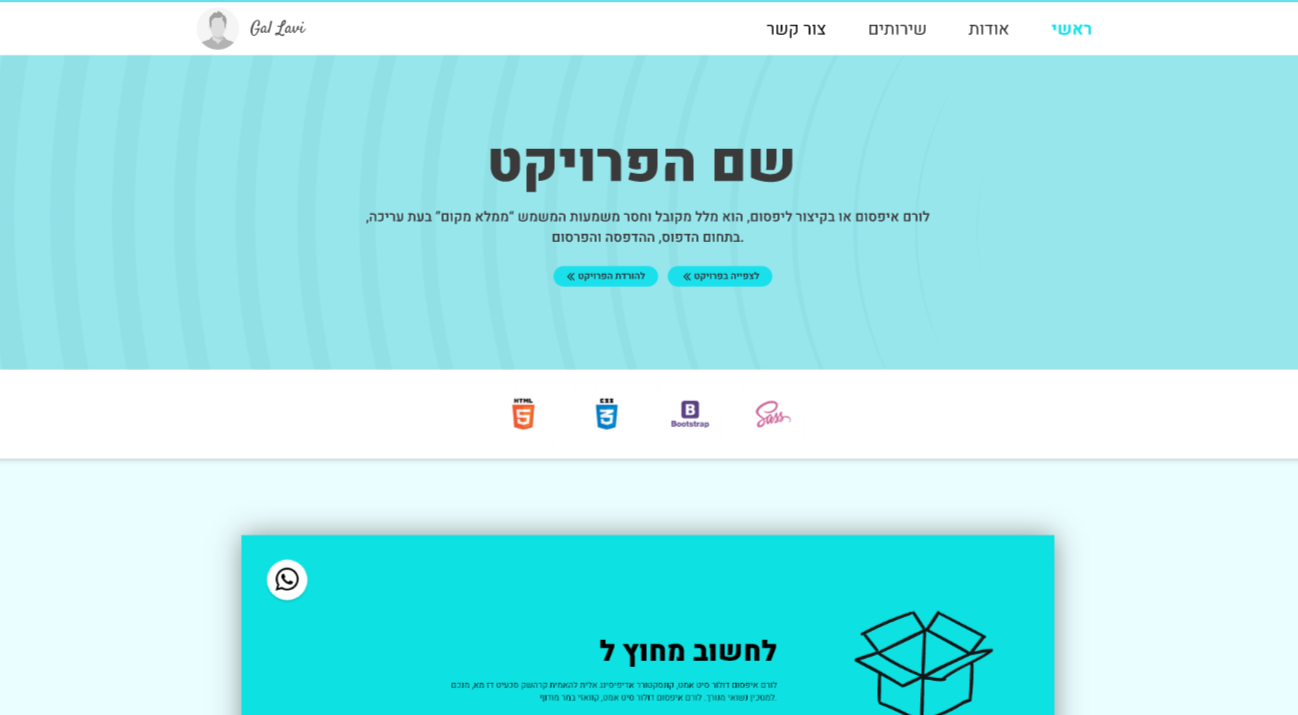 ראשי
אודות
שירותים
צור קשר
Gal Lavi
שם הפרויקט
לורם איפסום או בקיצור ליפסום, הוא מלל מקובל וחסר משמעות המשמש "ממלא מקום" בעת עריכה,
.בתחום הדפוס, ההדפסה והפרסום
לצפייה בפרויקט »
להורדת הפרויקט »
HTML 5
CSS 3
B Bootstrap
Sass
לחשוב מחוץ ל
לורם איפסום דולור סיט אמט, קונסקטורר אדיפיסינג אלית להאמית קרהשק סכעיט דז מא, מנכם
.למטכין נשואי מנורך. לורם איפסום דולור סיט אמט, קוואזי במר מודוף